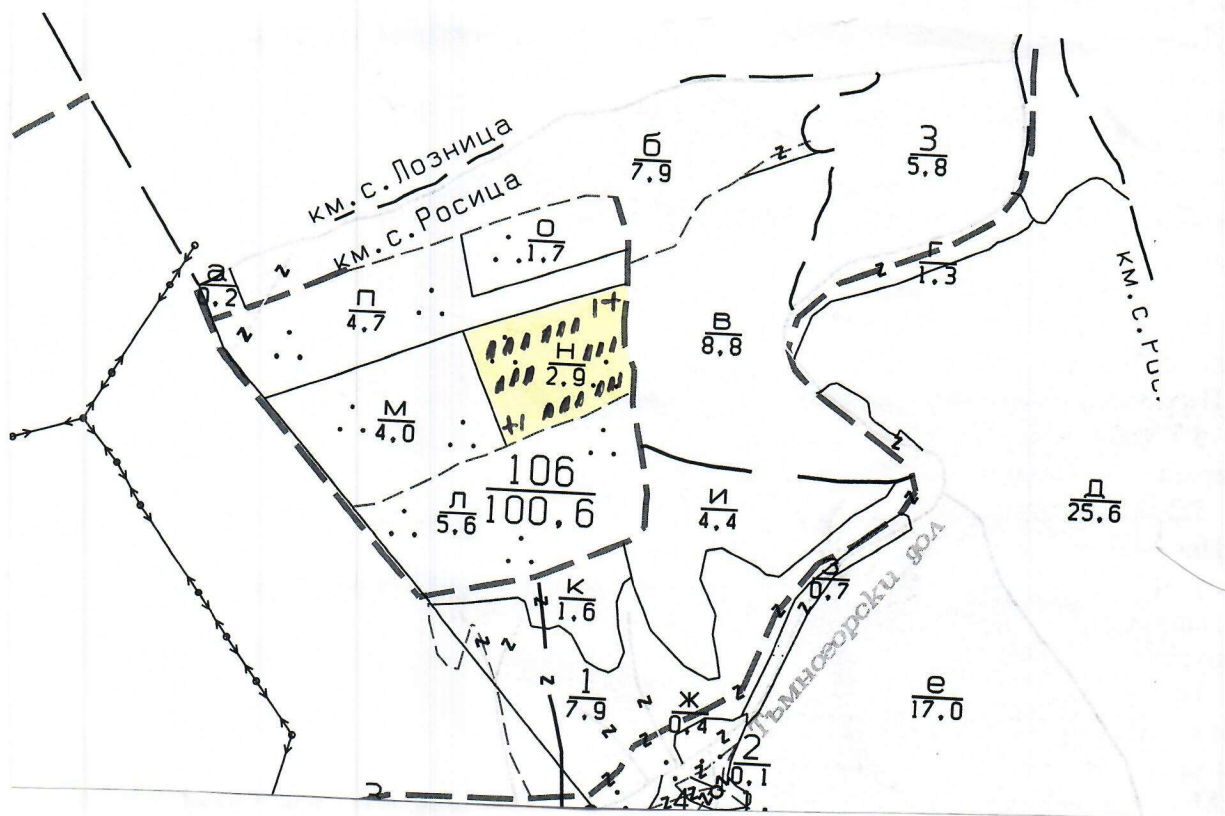 км.с.Лозница
км.с.Росица
б
7,9
З
5,8
О
1,7
а
0,2
П
4,7
Г
1,3
км.с.
В
8,8
Н
2,9
М
4,0
106
100,6
Л
5,6
И
4,4
Д
25,6
К
1,6
0,7
Тъмногорски дол
1
7,9
Ж
0,4
е
17,0
2
0,1